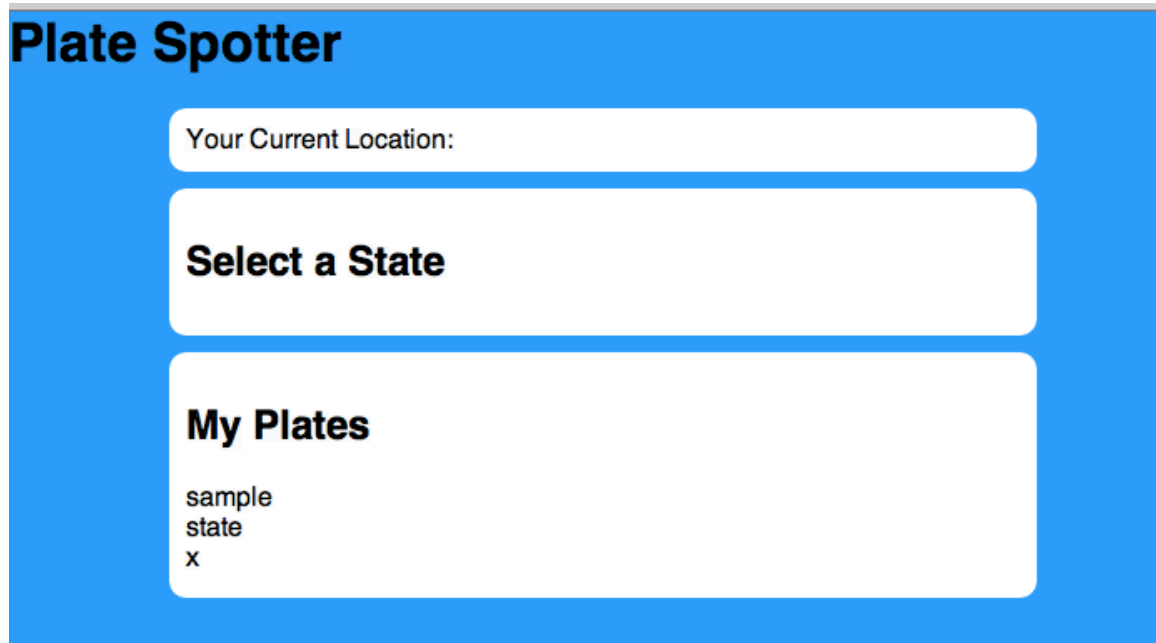 Plate Spotter
Your Current Location:
Select a State
My Plates
sample
state
x